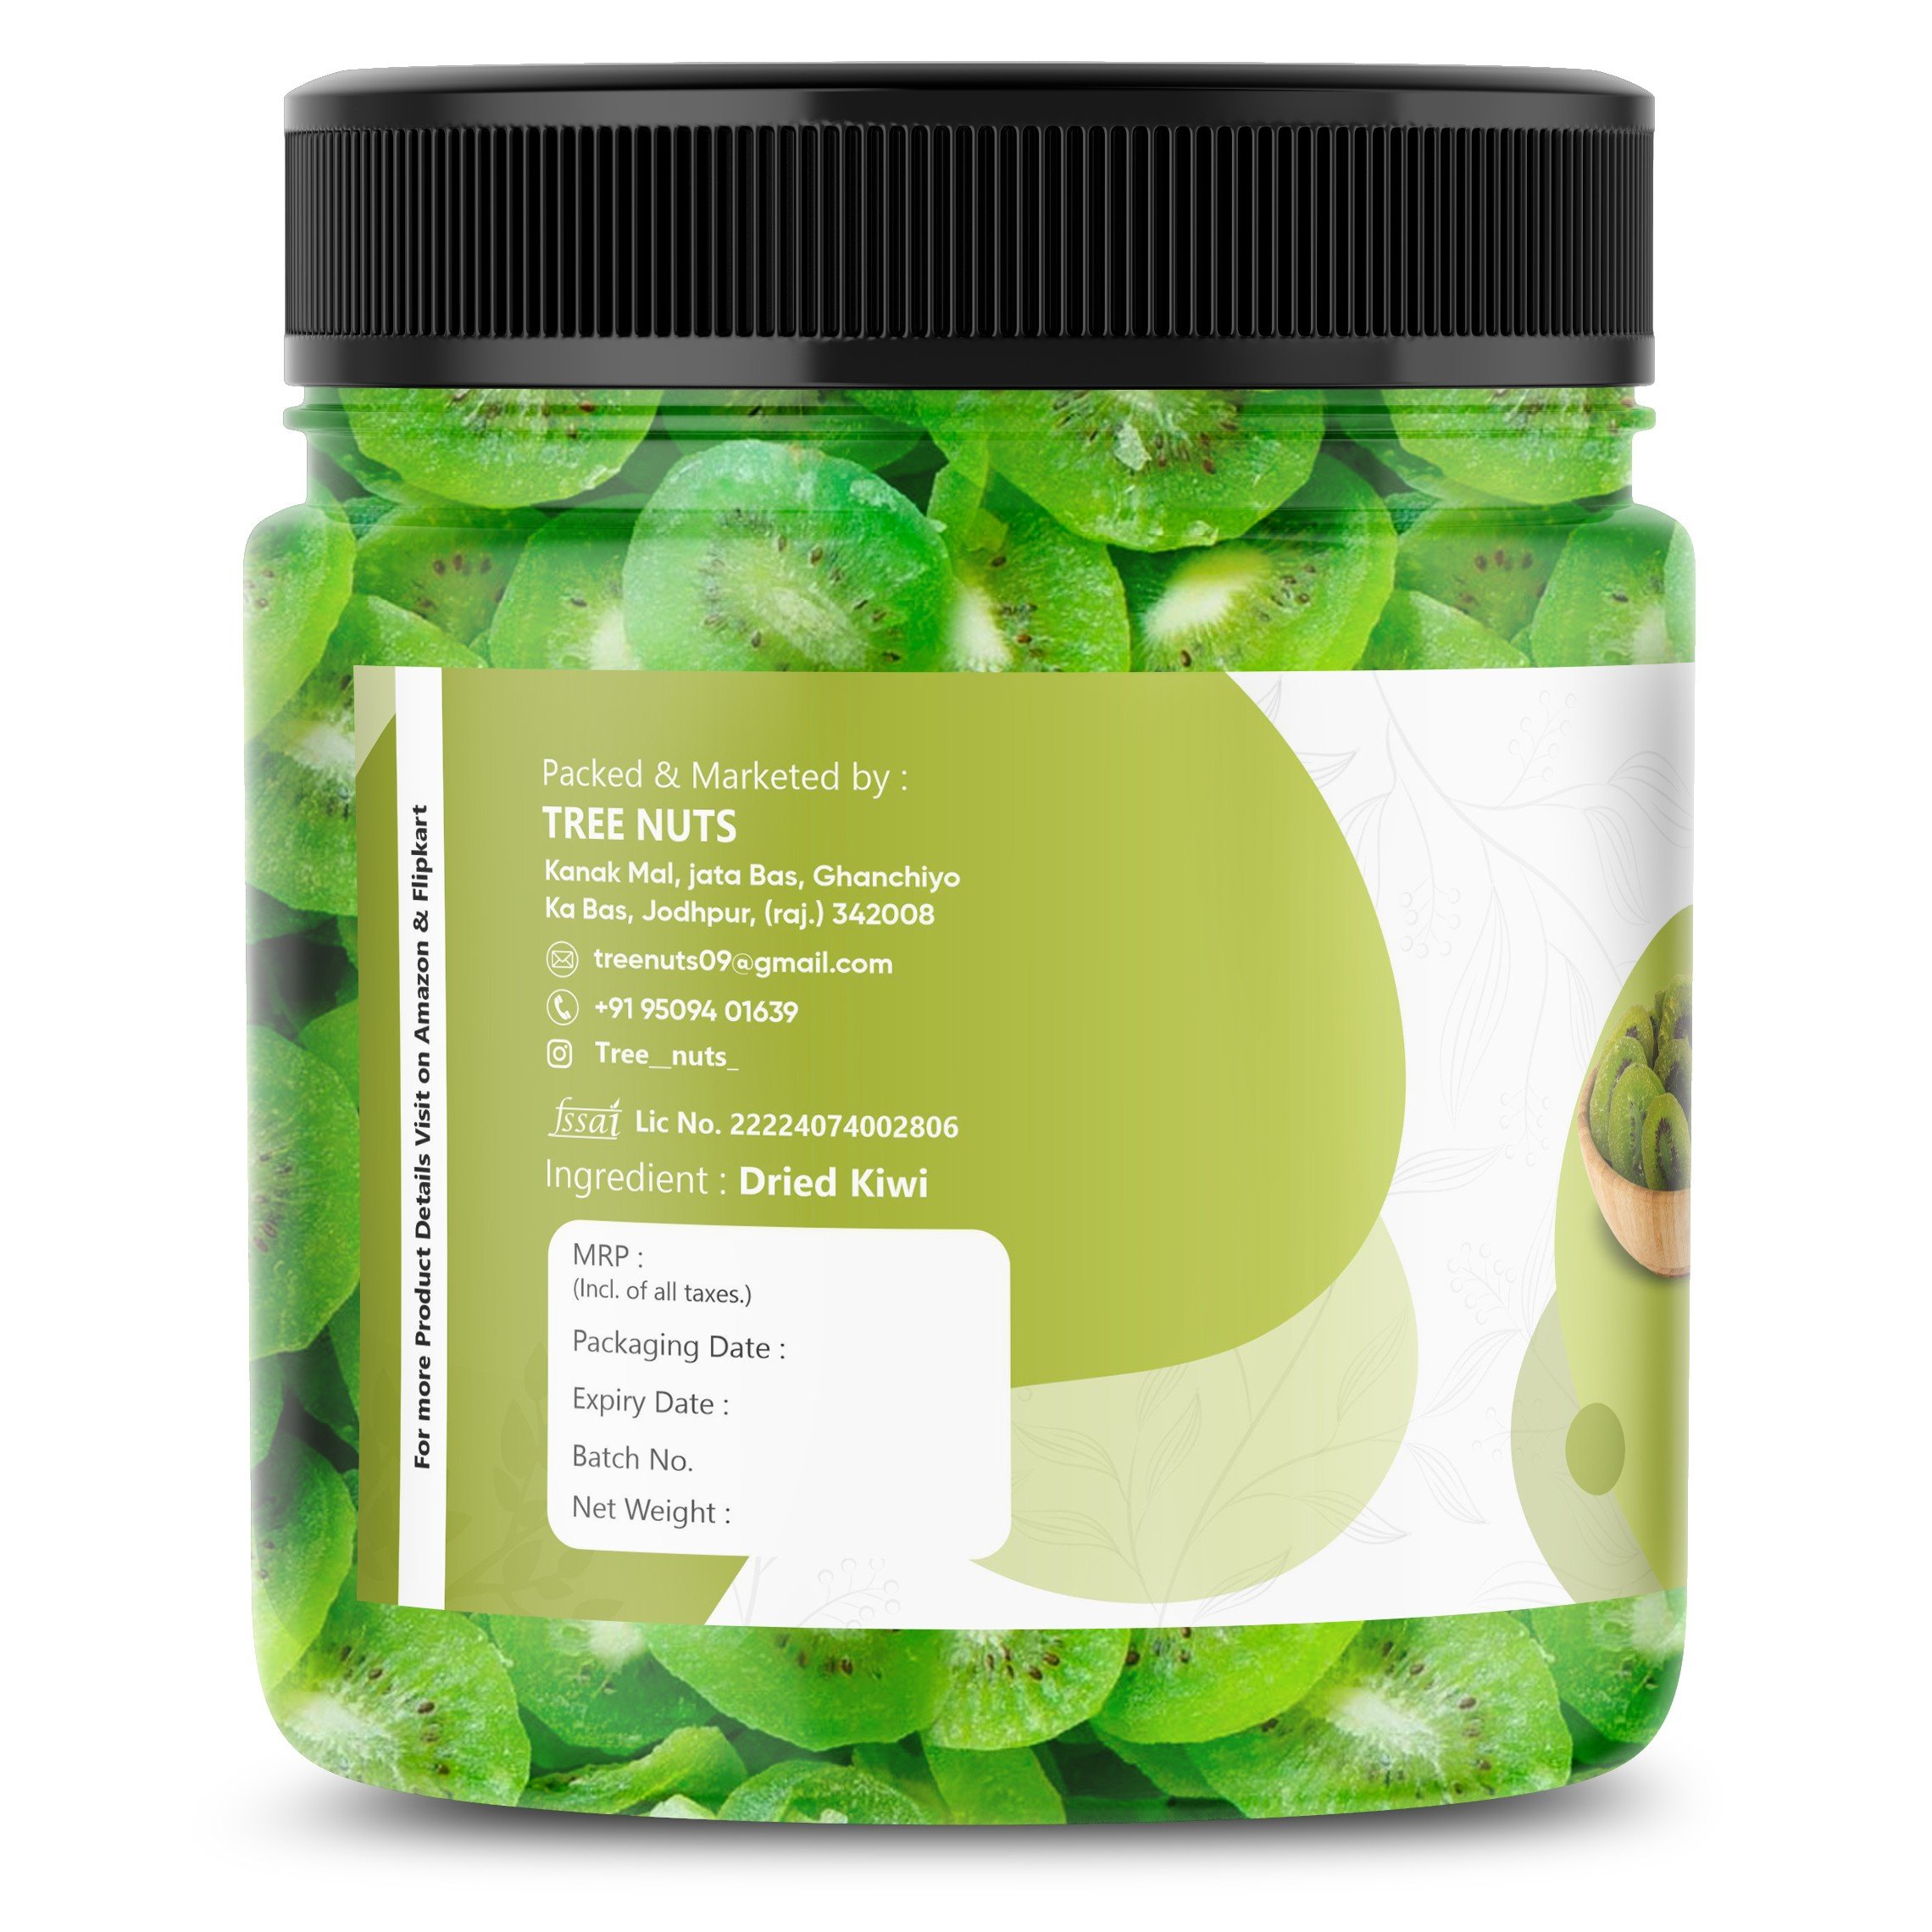 Packed & Marketed by :
TREE NUTS
Kanak Mal, jata Bas, Ghanchiyo
Ka Bas, Jodhpur, (raj.) 342008
treenuts09@gmail.com
+91 95094 01639
Tree__nuts_
fssai Lic No. 22224074002806
Ingredient : Dried Kiwi
MRP :
(Incl. of all taxes.)
Packaging Date :
Expiry Date :
Batch No.
Net Weight :
For more Product Details Visit on Amazon & Flipkart